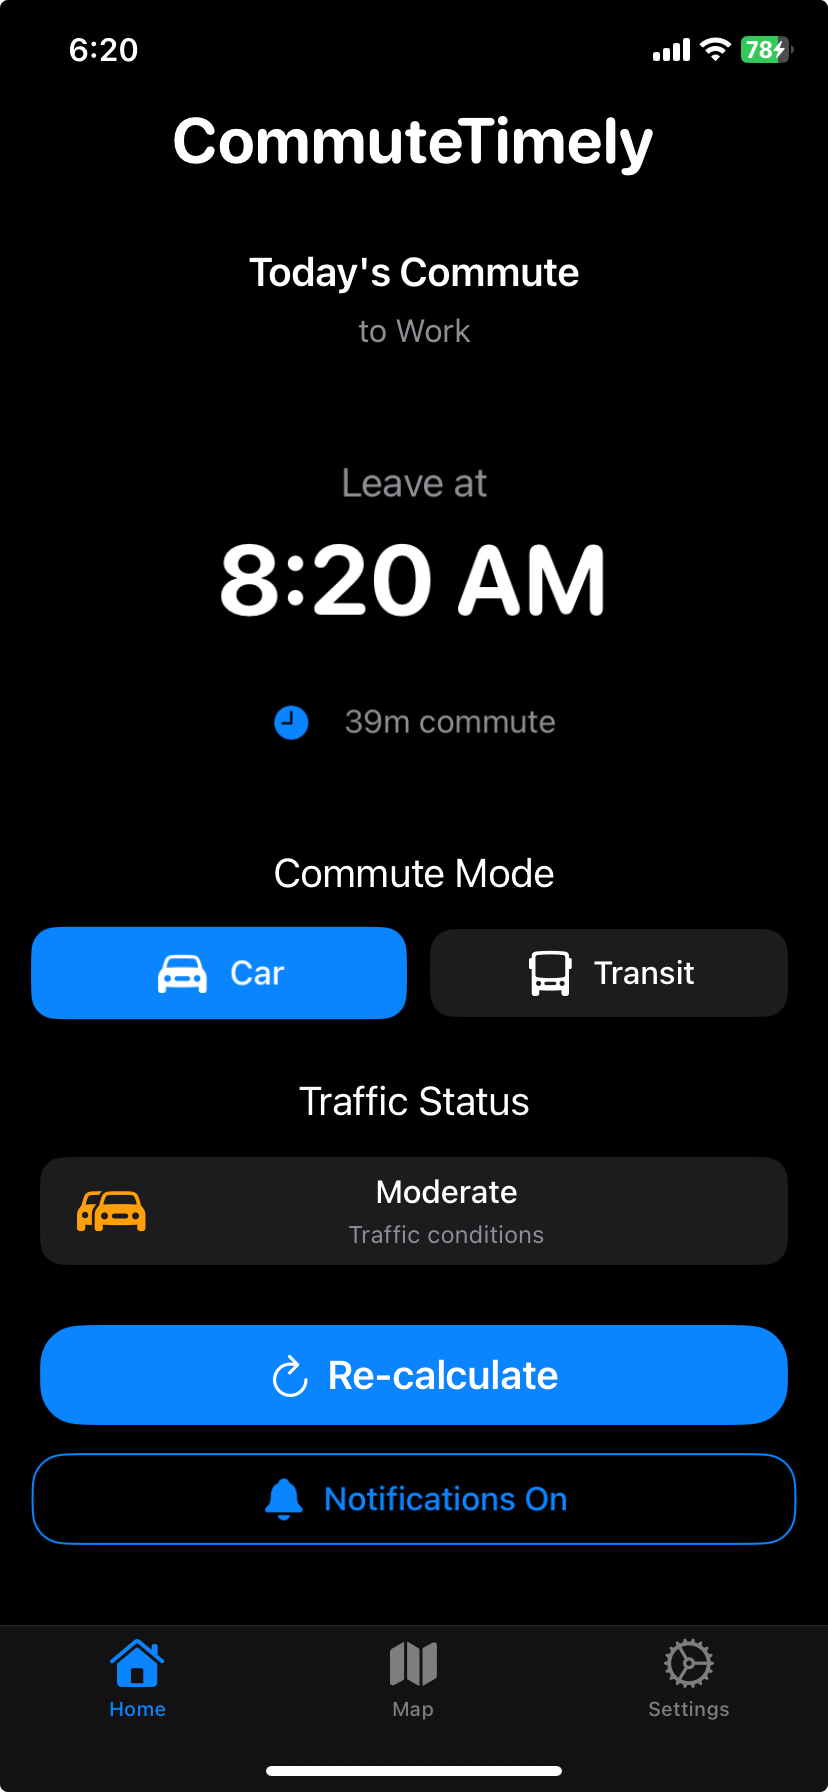 6:20
78
CommuteTimely
Today's Commute
to Work
Leave at
8:20 AM
39m commute
Commute Mode
Car
Transit
Traffic Status
Moderate
Traffic conditions
Re-calculate
Notifications On
Home
Map
Settings